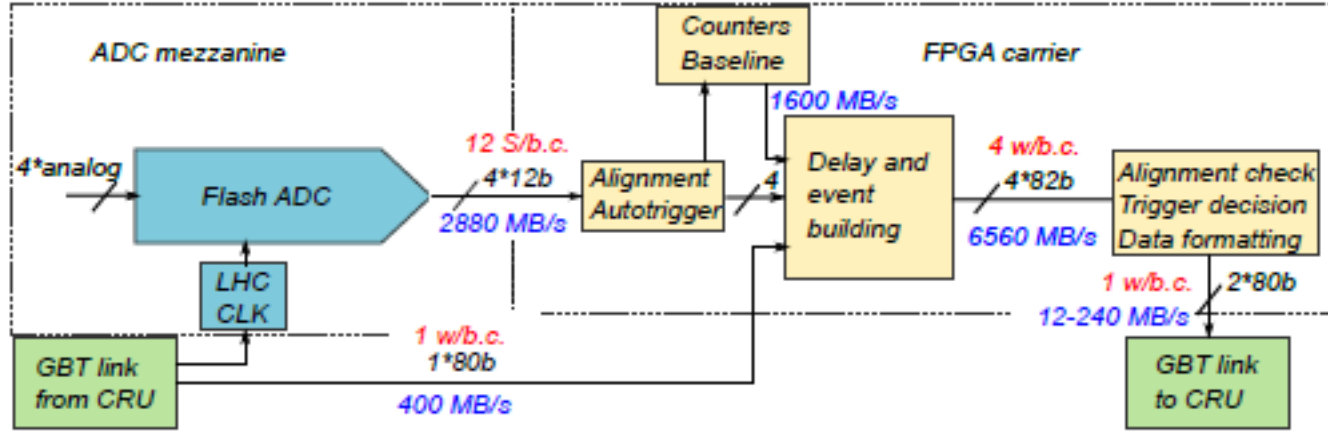 ADC mezzanine
Counters
Baseline
FPGA carrier
1600 MB/s
4*analog
Flash ADC
12 S/b.c.
4*12b
2880 MB/s
Alignment
Autotrigger
4
Delay and
event
building
4 w/b.c.
4*82b
6560 MB/s
Alignment check
Trigger decision
Data formatting
LHC
CLK
1 w/b.c.
2*80b
12-240 MB/s
GBT link
from CRU
1 w/b.c.
1*80b
400 MB/s
GBT link
to CRU